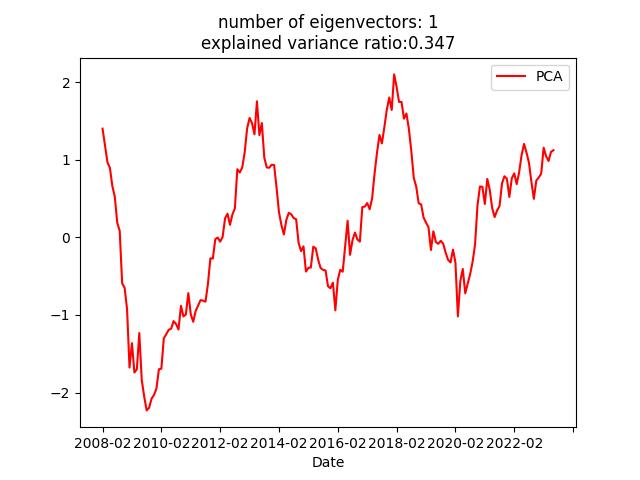 number of eigenvectors: 1
explained variance ratio:0.347
PCA
2
1
0
−1
−2
2008-02 2010-02 2012-02 2014-02 2016-02 2018-02 2020-02 2022-02
Date